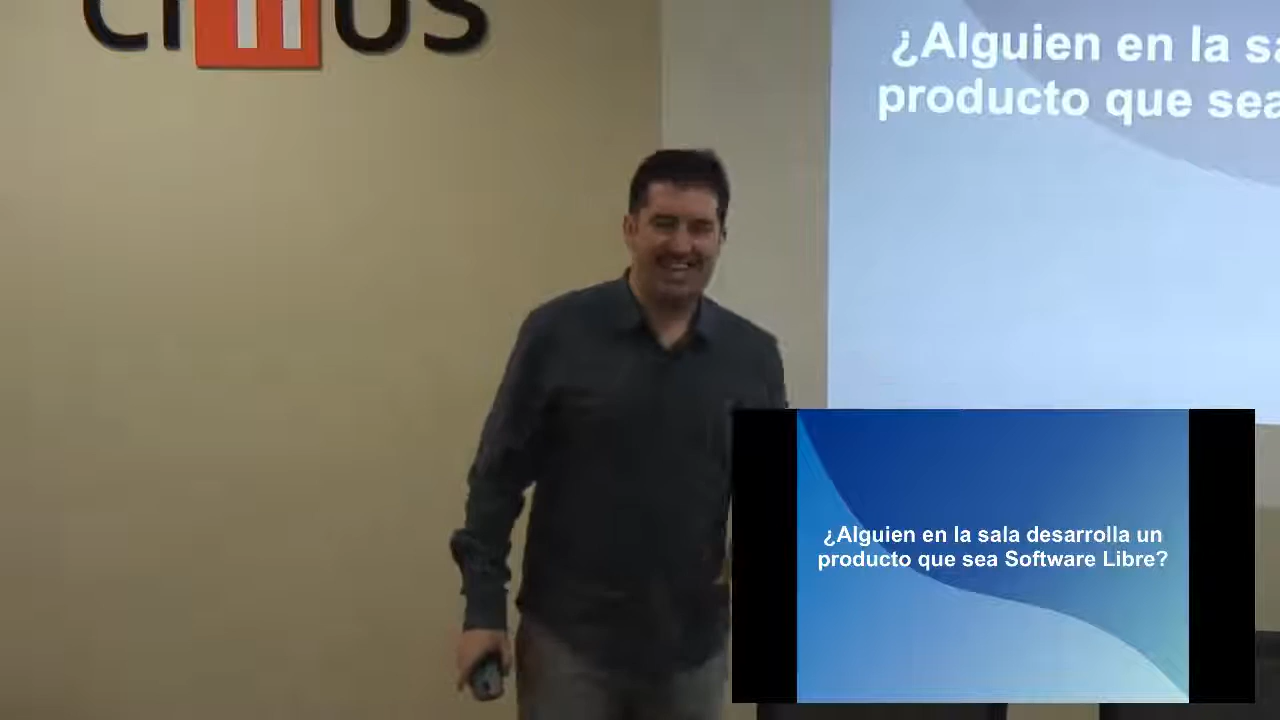 ¿Alguien en la sa
producto que sea
¿Alguien en la sala desarrolla un
producto que sea Software Libre?